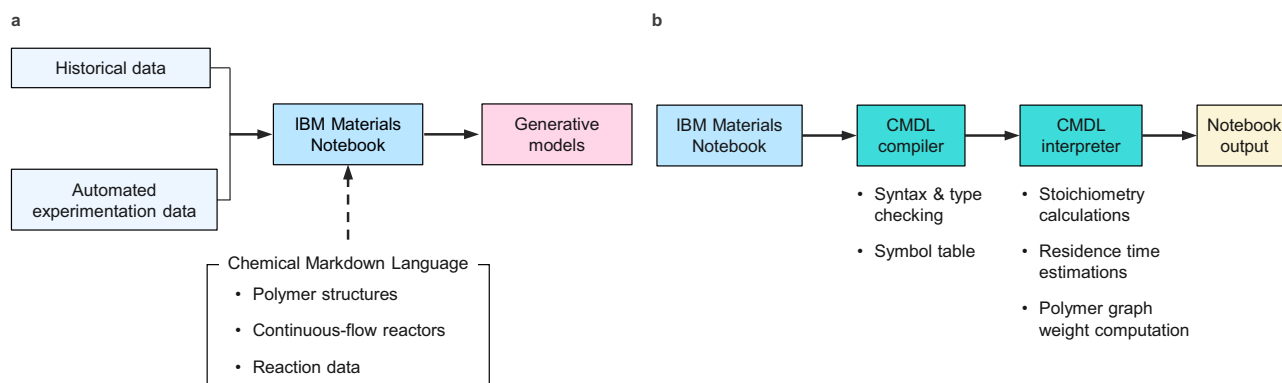 a
Historical data
Automated
experimentation data
IBM Materials
Notebook
Generative
models
Chemical Markdown Language
• Polymer structures
• Continuous-flow reactors
• Reaction data
b
IBM Materials
Notebook
CMDL
compiler
• Syntax & type
checking
• Symbol table
CMDL
interpreter
• Stoichiometry
calculations
• Residence time
estimations
• Polymer graph
weight computation
Notebook
output